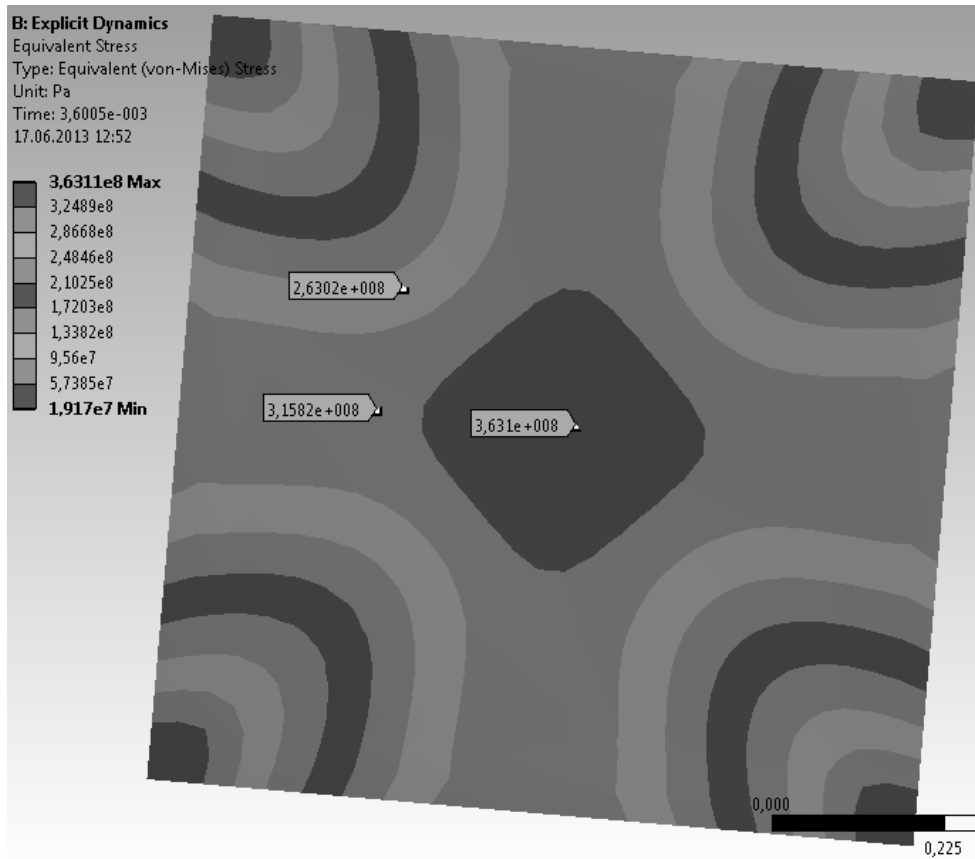 B: Explicit Dynamics
Equivalent Stress
Type: Equivalent (von-Mises) Stress
Unit: Pa
Time: 3,6005e-003
17.06.2013 12:52
3,6311e8 Max
3,2489e8
2,8668e8
2,4846e8
2,1025e8
1,7203e8
1,3382e8
9,56e7
5,7385e7
1,917e7 Min
2,6302e+008
3,1582e+008
3,631e+008
0,000
0,225